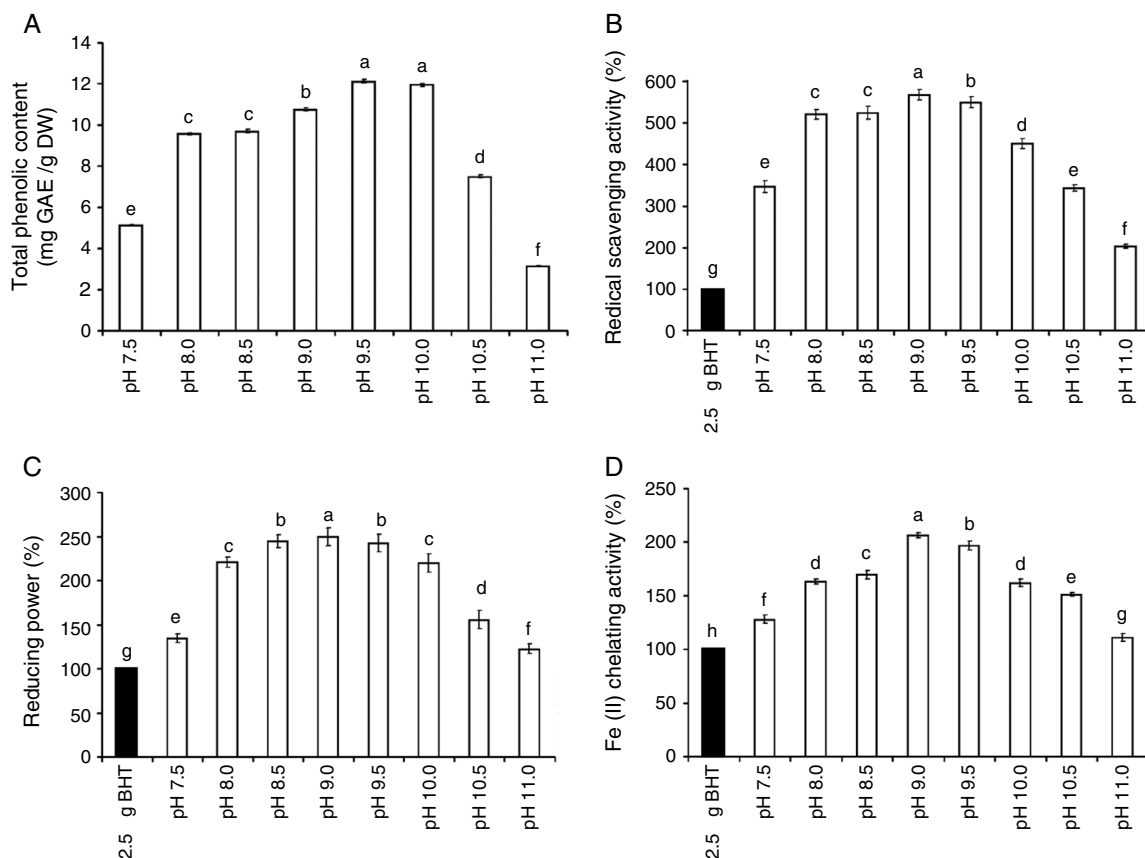 A
Total phenolic content
(mg GAE /g DW)
14
12
10
8
6
4
2
0
e
c
c
b
a
a
d
f
pH 7.5
pH 8.0
pH 8.5
pH 9.0
pH 9.5
pH 10.0
pH 10.5
pH 11.0
B
Redical scavenging activity (%)
600
500
400
300
200
100
0
g
e
c
c
a
b
d
e
f
2.5 g BHT
pH 7.5
pH 8.0
pH 8.5
pH 9.0
pH 9.5
pH 10.0
pH 10.5
pH 11.0
C
Reducing power (%)
300
250
200
150
100
50
0
g
e
c
b
a
b
c
d
f
2.5 g BHT
pH 7.5
pH 8.0
pH 8.5
pH 9.0
pH 9.5
pH 10.0
pH 10.5
pH 11.0
D
Fe (II) chelating activity (%)
250
200
150
100
50
0
h
f
d
c
a
b
d
e
g
2.5 g BHT
pH 7.5
pH 8.0
pH 8.5
pH 9.0
pH 9.5
pH 10.0
pH 10.5
pH 11.0